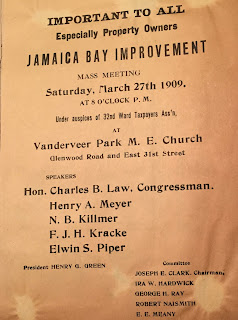 IMPORTANT TO ALL
Especially Property Owners
JAMAICA BAY IMPROVEMENT
MASS MEETING
Saturday, March 27th 1909.
AT 8 O'CLOCK P. M.
Under auspices of 32nd Ward Taxpayers Ass'n,
AT
Vanderveer Park M. E. Church
Glenwood Road and East 31st Street
SPEAKERS
Hon. Charles B. Law, Congressman.
Henry A. Meyer
N. B. Killmer
F. J. H. Kracke
Elwin S. Piper
President HENRY G. GREEN
Committee
JOSEPH E. CLARK, Chairman,
IRA W. HARDWICK
GEORGE H. RAY
ROBERT NAISMITH
E. E. MEANY